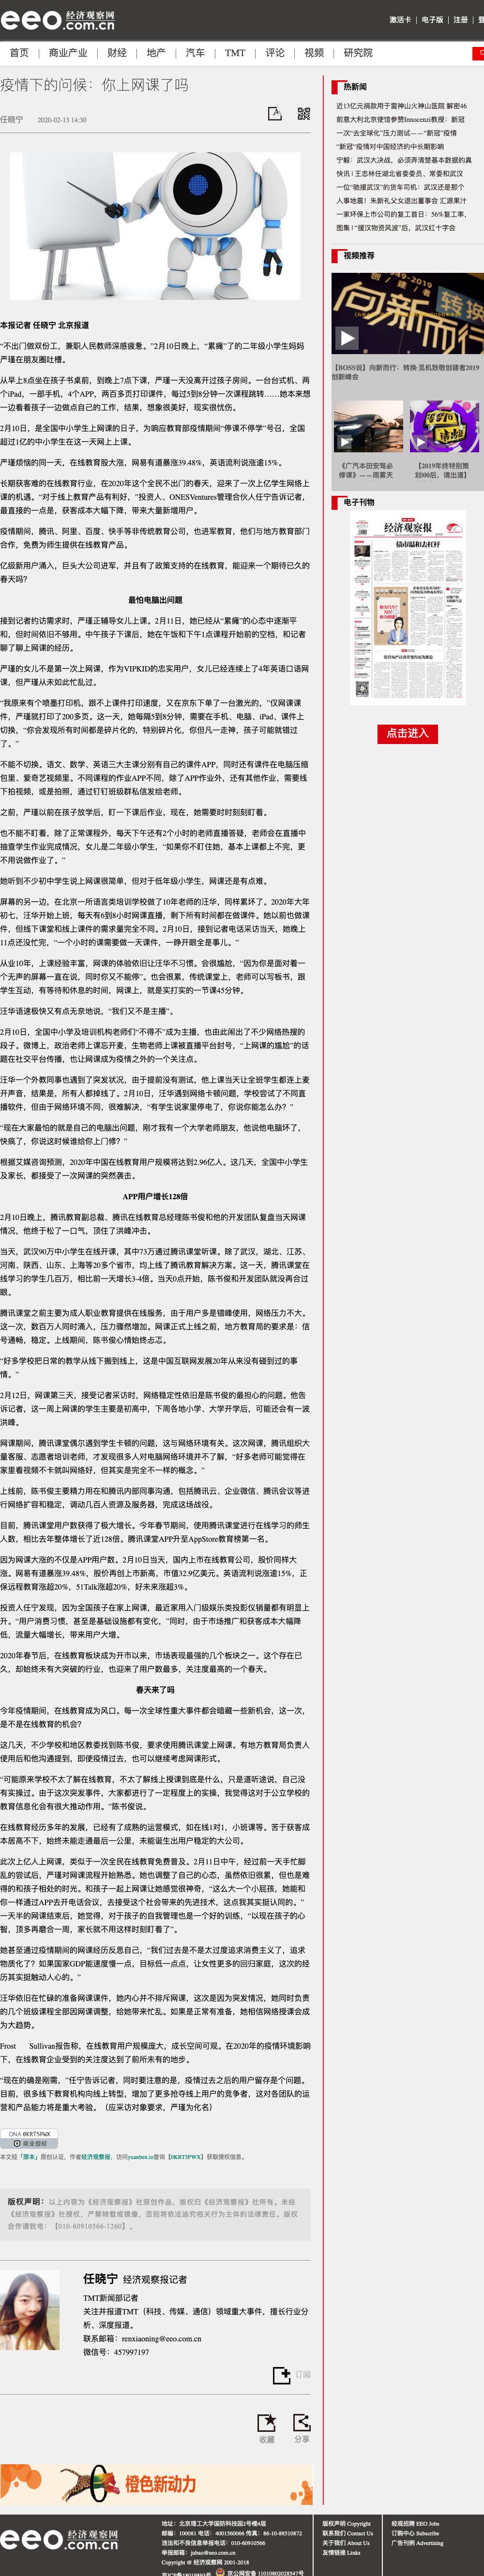 eeo 经济观察网
.com.cn
激活卡 | 电子版 | 注册 |
首页 | 商业产业 | 财经 | 地产 | 汽车 | TMT | 评论 | 视频 | 研究院
疫情下的问候：你上网课了吗
任晓宁 2020-02-13 14:30
本报记者 任晓宁 北京报道
“不出门做双份工，兼职人民教师深感疲惫。”2月10日晚上，“累瘫”了的二年级小学生妈妈
严瑾在朋友圈吐槽。
从早上8点坐在孩子书桌前，到晚上7点下课，严瑾一天没离开过孩子房间。一台台式机、两
个iPad，一部手机，4个APP，两百多页打印课件，每过5到8分钟一次课程跳转……她本来想
一边看着孩子一边做点自己的工作，结果，想象很美好，现实很忧伤。
2月10日，是全国中小学生上网课的日子，为响应教育部疫情期间“停课不停学”号召，全国
超过1亿的中小学生在这一天网上上课。
严瑾烦恼的同一天，在线教育股大涨，网易有道暴涨39.48%，英语流利说涨逾15%。
长期获客难的在线教育行业，在2020年这个全民不出门的春天，迎来了一次上亿学生网络上
课的机遇。“对于线上教育产品有利好，”投资人、ONESVentures管理合伙人任宁告诉记者，
最直接的一点是，获客成本大幅下降，带来大量新增用户。
疫情期间，腾讯、阿里、百度、快手等非传统教育公司，也进军教育，他们与地方教育部门
合作，免费为师生提供在线教育产品。
亿级新用户涌入，巨头大公司进军，并且有了政策支持的在线教育，能迎来一个期待已久的
春天吗？
最怕电脑出问题
接到记者约访需求时，严瑾正辅导女儿上课。2月11日，她已经从“累瘫”的心态中逐渐平
和，但时间依旧不够用。中午孩子下课后，她在午饭和下午1点课程开始前的空档，和记者
聊了聊上网课的经历。
严瑾的女儿不是第一次上网课，作为VIPKID的忠实用户，女儿已经连续上了4年英语口语网
课，但严瑾从未如此忙乱过。
“我原来有个喷墨打印机，跟不上课件打印速度，又在京东下单了一台激光的，”仅网课课
件，严瑾就打印了200多页。这一天，她每隔5到8分钟，需要在手机、电脑、iPad、课件上
切换，“你会发现所有时间都是碎片化的，特别碎片化，你但凡一走神，孩子可能就错过
了。”
不能不切换。语文、数学、英语三大主课分别有自己的课件APP，同时还有课件在电脑压缩
包里、爱奇艺视频里。不同课程的作业APP不同，除了APP作业外，还有其他作业，需要线
下拍视频，或是拍照，通过钉钉班级群私信发给老师。
之前，严瑾以前在孩子放学后，盯一下课后作业，现在，她需要时时刻刻盯着。
也不能不盯着，除了正常课程外，每天下午还有2个小时的老师直播答疑，老师会在直播中
抽查学生作业完成情况，女儿是二年级小学生，“如果你不盯住她，基本上课都上不完，更
不用说做作业了。”
她听到不少初中学生说上网课很简单，但对于低年级小学生，网课还是有点难。
屏幕的另一边，在北京一所语言类培训学校做了10年老师的汪华，同样累坏了。2020年大年
初七，汪华开始上班，每天有6到8小时网课直播，剩下所有时间都在做课件。她以前也做课
件，但线下课堂和线上课件的需求量完全不同。2月10日，接到记者电话采访当天，她晚上
11点还没忙完，“一个小时的课需要做一天课件，一睁开眼全是事儿。”
从业10年，上课经验丰富，网课的体验依旧让汪华不习惯。会很尴尬，“因为你是面对着一
个无声的屏幕一直在说，同时你又不能停”。也会很累，传统课堂上，老师可以写板书，跟
学生互动，有等待和休息的时间，网课上，就是实打实的一节课45分钟。
汪华语速极快又有点无奈地说，“我们又不是主播”。
2月10日，全国中小学及培训机构老师们“不得不”成为主播，也由此闹出了不少网络热搜的
段子。微博上，政治老师上课忘开麦，生物老师上课被直播平台封号，“上网课的尴尬”的话
题在社交平台传播，也让网课成为疫情之外的一个关注点。
汪华一个外教同事也遇到了突发状况，由于提前没有测试，他上课当天让全班学生都连上麦
开声音，结果是，所有人都掉线了。2月10日，汪华遇到网络卡顿问题，学校尝试了不同直
播软件，但由于网络环境不同，很难解决，“有学生说家里停电了，你说你能怎么办？”
“现在大家最怕的就是自己的电脑出问题，刚才我有一个大学老师朋友，他说他电脑坏了，
快疯了，你说这时候谁给你上门修？”
根据艾媒咨询预测，2020年中国在线教育用户规模将达到2.96亿人。这几天，全国中小学生
及家长，都接受了一次网课的突然袭击。
APP用户增长128倍
2月10日晚上，腾讯教育副总裁、腾讯在线教育总经理陈书俊和他的开发团队复盘当天网课
情况，他终于松了一口气，顶住了洪峰冲击。
当天，武汉90万中小学生在线开课，其中73万通过腾讯课堂听课。除了武汉，湖北、江苏、
河南、陕西、山东、上海等20多个省市，均上线了腾讯教育解决方案。这一天，腾讯课堂在
线学习的学生几百万，相比前一天增长3-4倍。当天0点开始，陈书俊和开发团队就没再合过
眼。
腾讯课堂之前主要为成人职业教育提供在线服务，由于用户多是错峰使用，网络压力不大。
这一次，数百万人同时涌入，压力骤然增加。网课正式上线之前，地方教育局的要求是：信
号通畅，稳定。上线期间，陈书俊心情始终忐忑。
“好多学校把日常的教学从线下搬到线上，这是中国互联网发展20年从来没有碰到过的事
情。”
2月12日，网课第三天，接受记者采访时，网络稳定性依旧是陈书俊的最担心的问题。他告
诉记者，这一周上网课的学生主要是初高中，下周各地小学、大学开学后，可能还会有一波
洪峰。
网课期间，腾讯课堂偶尔遇到学生卡顿的问题，这与网络环境有关。这次网课，腾讯组织大
量客服、志愿者培训老师，才发现很多人对电脑网络环境并不了解，“好多老师可能觉得在
家里看视频不卡就叫网络好，但其实是完全不一样的概念。”
上线前，陈书俊主要精力用在和腾讯内部同事沟通，包括腾讯云、企业微信、腾讯会议等进
行网络扩容和稳定，调动几百人资源及服务器，完成这场战役。
目前，腾讯课堂用户数获得了极大增长。今年春节期间，使用腾讯课堂进行在线学习的师生
人数，相比去年整体增长了近128倍。腾讯课堂APP升至AppStore教育榜第一名。
因为网课大涨的不仅是APP用户数。2月10日当天，国内上市在线教育公司，股价同样大
涨。网易有道暴涨39.48%，股价再创上市新高，市值32.9亿美元。英语流利说涨逾15%，正
保远程教育涨超20%，51Talk涨超20%，好未来涨超3%。
投资人任宁发现，因为全国孩子在家上网课，最近家用入门级娱乐类投影仪销量都有明显上
升。“用户消费习惯，甚至是基础设施都有变化，”同时，由于市场推广和获客成本大幅降
低，流量大幅增长，带来用户大增。
2020年春节后，在线教育板块成为开市以来，市场表现最强的几个板块之一。这个存在已
久，却始终未有大突破的行业，也迎来了用户数最多，关注度最高的一个春天。
春天来了吗
今年疫情期间，在线教育成为风口。每一次全球性重大事件都会暗藏一些新机会，这一次，
是不是在线教育的机会？
这几天，不少学校和地区教委找到陈书俊，要求使用腾讯课堂上网课。有地方教育局负责人
使用后和他沟通提到，即使疫情过去，也可以继续考虑网课形式。
“可能原来学校不太了解在线教育，不太了解线上授课到底是什么，只是道听途说，自己没
有实操过。由于这次突发事件，大家都进行了一定程度上的实操，我觉得这对于公立学校的
教育信息化会有很大推动作用。”陈书俊说。
在线教育经历多年的发展，已经有了成熟的运营模式，如在线1对1，小班课等。苦于获客成
本居高不下，始终未能走通最后一公里，未能诞生出用户稳定的大公司。
此次上亿人上网课，类似于一次全民在线教育免费普及。2月11日中午，经过前一天手忙脚
乱的尝试后，严瑾对网课流程开始熟悉。她也调整了自己的心态，虽然依旧很累，但也是难
得的和孩子相处的时光。和孩子一起上网课让她感觉很神奇，“这么大一个小屁孩，她能和
你一样通过APP去开电话会议，去接受这个社会带来的先进技术，这点我其实挺认同的。”
一天半的网课结束后，她觉得，对于孩子的自我管理也是一个好的训练，“以现在孩子的心
智，顶多再磨合一周，家长就不用这样时刻盯着了”。
她甚至通过疫情期间的网课经历反思自己，“我们过去是不是太过度追求消费主义了，追求
物质化了？如果国家GDP能速度慢一点，目标低一点点，让女性更多的回归家庭，这次的经
历其实挺触动人心的。”
汪华依旧在忙碌的准备网课课件，她内心并不排斥网课，这次是因为突发情况，她同时负责
的几个班级课程全部因网课调整，给她带来忙乱。如果是正常有准备，她相信网络授课会成
为大趋势。
Frost Sullivan报告称，在线教育用户规模庞大，成长空间可观。在2020年的疫情环境影响
下，在线教育企业受到的关注度达到了前所未有的地步。
“现在的确是刚需，”任宁告诉记者，同时要注意的是，疫情过去之后的用户留存是个问题。
目前，很多线下教育机构向线上转型，增加了更多抢夺线上用户的竞争者，这对各团队的运
营和产品能力将是重大考验。（应采访对象要求，严瑾为化名）
DNA 0KRT5PWX
商业授权
本文经「原本」原创认证，作者经济观察报，访问yuanben.io查询【0KRT5PWX】获取授权信息。
版权声明：以上内容为《经济观察报》社原创作品，版权归《经济观察报》社所有。未经
《经济观察报》社授权，严禁转载或镜像，否则将依法追究相关行为主体的法律责任。版权
合作请致电：【010-60910566-1260】。
任晓宁 经济观察报记者
TMT新闻部记者
关注并报道TMT（科技、传媒、通信）领域重大事件，擅长行业分
析、深度报道。
联系邮箱：renxiaoning@eeo.com.cn
微信号：457997197
订阅
收藏 分享
橙色新动力
热新闻
近13亿元捐款用于雷神山火神山医院 解密46
前意大利北京使馆参赞Innocenzi教授：新冠
一次“去全球化”压力测试——“新冠”疫情
“新冠”疫情对中国经济的中长期影响
宁毅：武汉大决战，必须弄清楚基本数据的真
快讯 | 王忠林任湖北省委委员、常委和武汉
一位“驰援武汉”的货车司机：武汉还是那个
人事地震！朱新礼父女退出董事会 汇源果汁
一家环保上市公司的复工首日：56%复工率，
图集 | “援汉物资风波”后，武汉红十字会
视频推荐
【BOSS说】向新而行：转换·觅机致敬创建者2019
创新峰会
《广汽本田安驾必
修课》——雨雾天
【2019年终特别策
划00后，请出道】
电子刊物
经济观察报
债市温和去杠杆
点击进入
eeo 经济观察网
.com.cn
地址：北京理工大学国防科技园2号楼4层
邮编：100081 电话：4001560066 传真：86-10-88510872
违法和不良信息举报电话：010-60910566
举报邮箱：jubao@eeo.com.cn
Copyright @ 经济观察网 2001-2018
京公网安备 11010802028547号
版权声明 Copyright
联系我们 Contact Us
关于我们 About Us
友情链接 Links
经观招聘 EEO Jobs
订购中心 Subscribe
广告刊例 Advertising